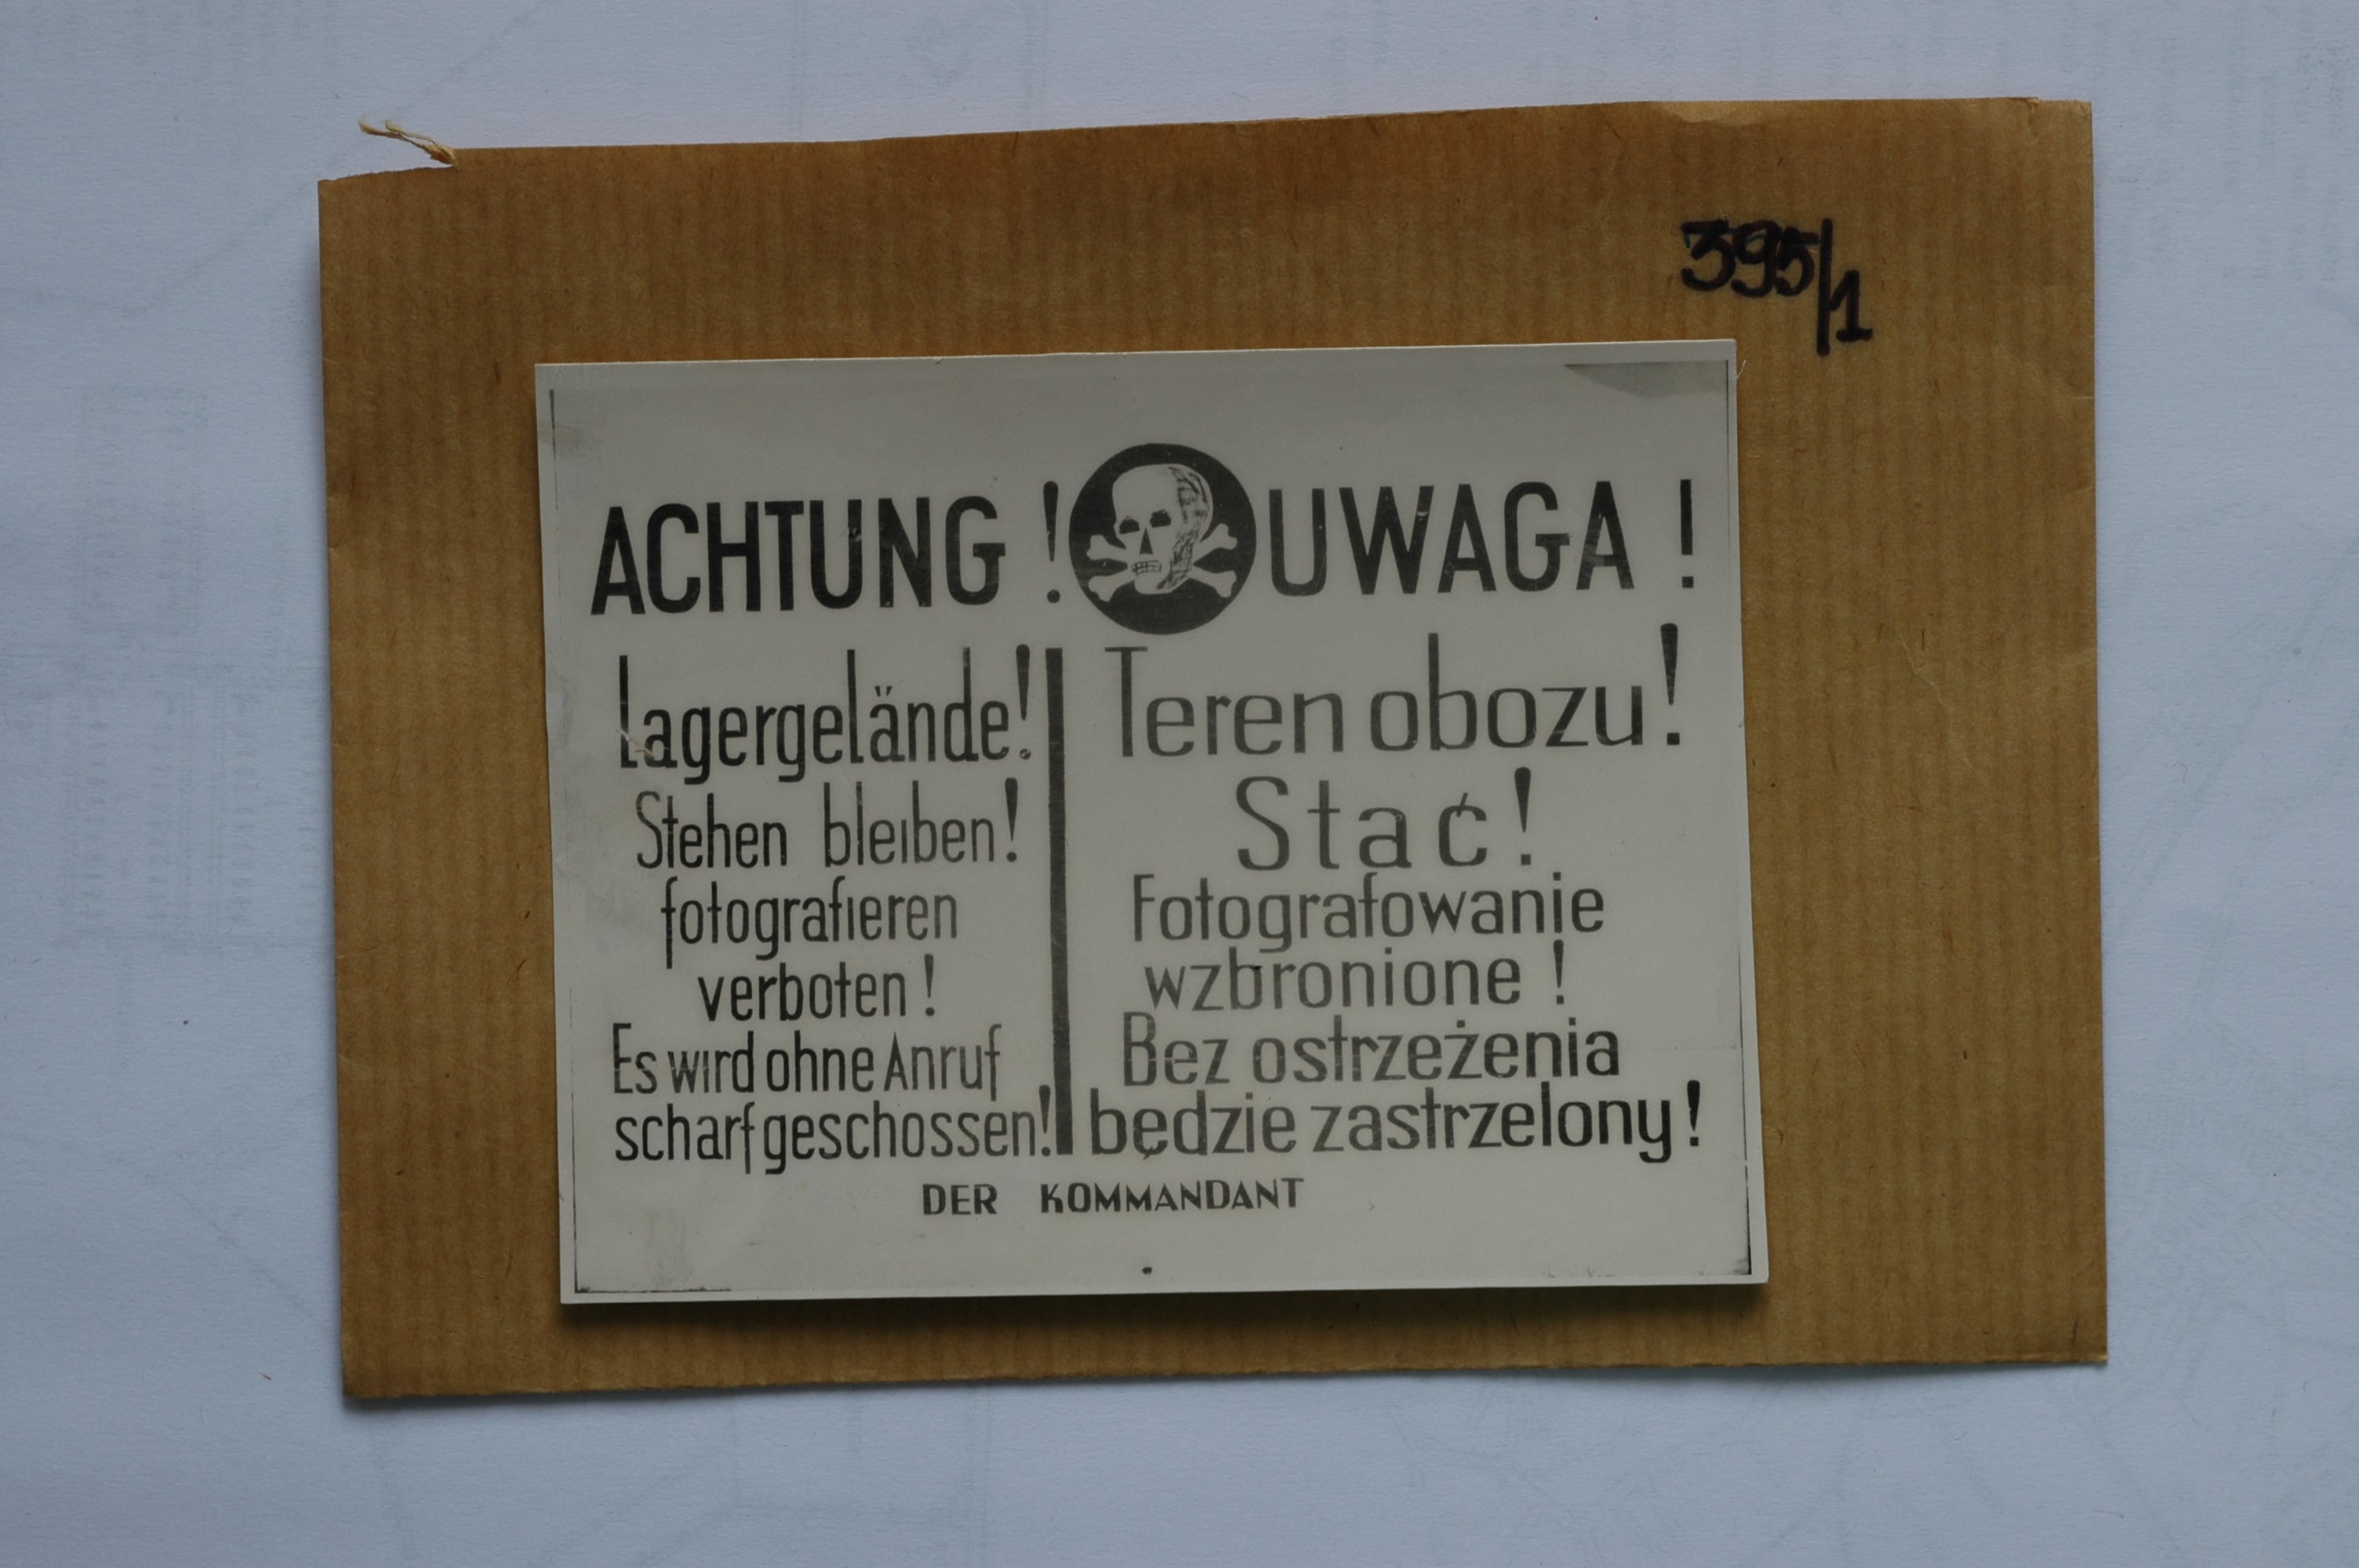 395/1
ACHTUNG ! UWAGA !
Lagergelände!
Stehen bleiben!
fotografieren
verboten !
Es wird ohne Anruf
scharf geschossen!
Teren obozu!
Stać!
Fotografowanie
wzbronione !
Bez ostrzeżenia
będzie zastrzelony!
DER KOMMANDANT